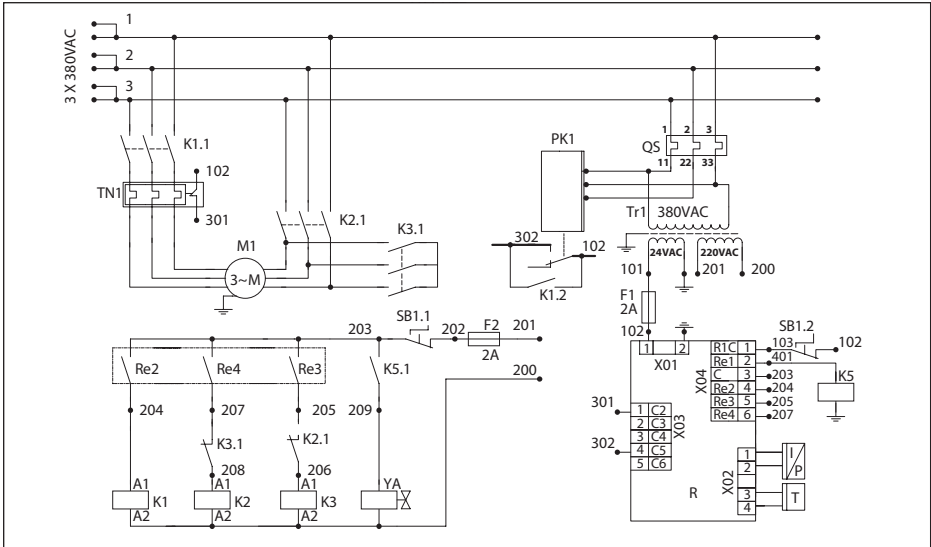 3 X 380VAC
1
2
3
K1.1
102
TN1
301
M1
3~M
K2.1
K3.1
PK1
302
102
K1.2
1 2 3
QS
11 22 33
Tr1 380VAC
24VAC 220VAC
101 201 200
F1
2A
102
203
SB1.1
202
F2
2A
201
200
Re2
Re4
Re3
K5.1
204
207
205
209
K3.1
K2.1
208
206
A1
K1
A2
A1
K2
A2
A1
K3
A2
YA
1 2
X01
R1C 1
Re1 2
C 3
Re2 4
Re3 5
Re4 6
X04
103
SB1.2
102
401
203
204
205
207
K5
301
302
1 C2
2 C3
3 C4
4 C5
5 C6
X03
R
X02
1
2
3
4
I
P
T